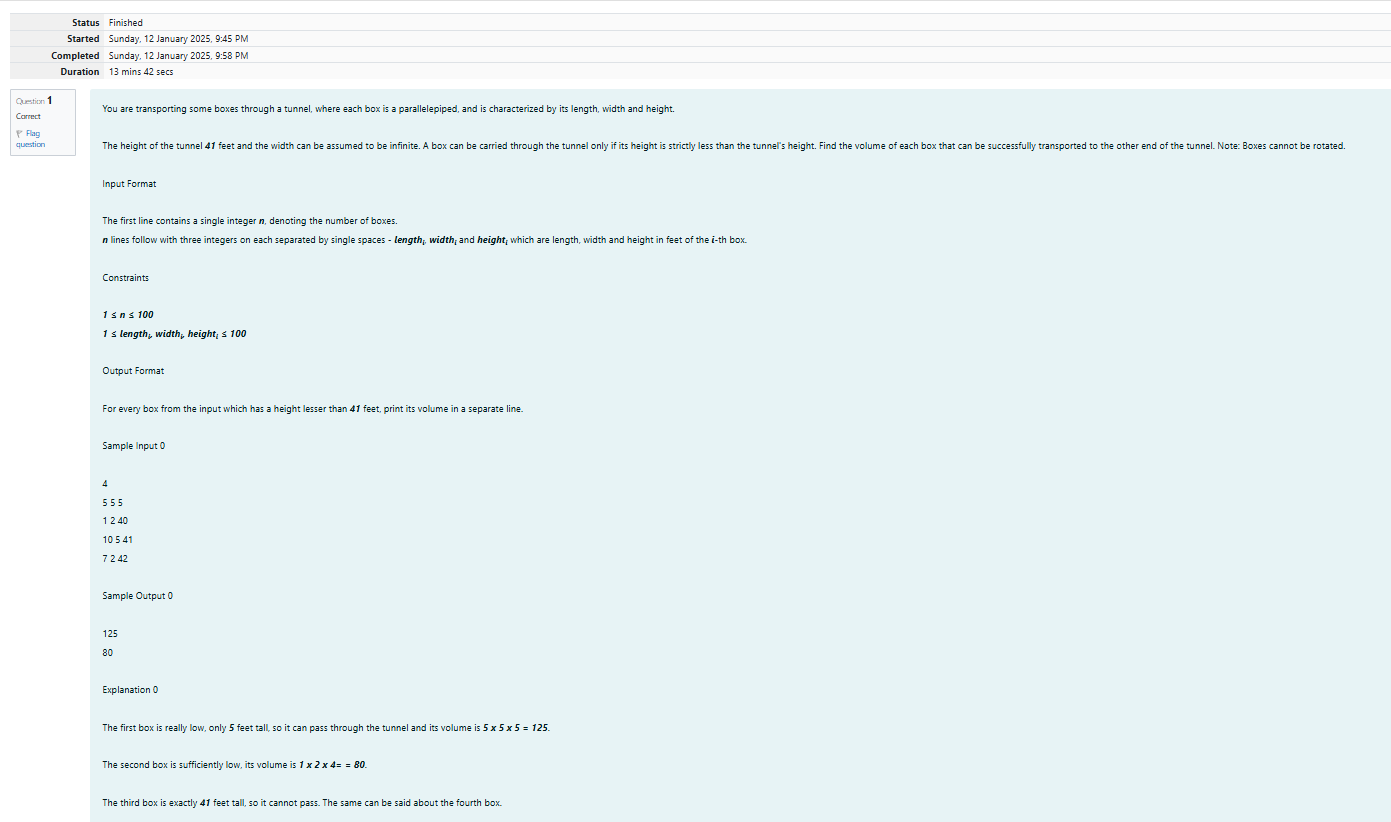 Status Finished
Started Sunday, 12 January 2025, 9:45 PM
Completed Sunday, 12 January 2025, 9:58 PM
Duration 13 mins 42 secs
Question 1
Correct
Flag
question
You are transporting some boxes through a tunnel, where each box is a parallelepiped, and is characterized by its length, width and height.
The height of the tunnel 41 feet and the width can be assumed to be infinite. A box can be carried through the tunnel only if its height is strictly less than the tunnel's height. Find the volume of each box that can be successfully transported to the other end of the tunnel. Note: Boxes cannot be rotated.
Input Format
The first line contains a single integer n, denoting the number of boxes.
n lines follow with three integers on each separated by single spaces - lengthᵢ, widthᵢ and heightᵢ which are length, width and height in feet of the i-th box.
Constraints
1 ≤ n ≤ 100
1 ≤ lengthᵢ, widthᵢ, heightᵢ ≤ 100
Output Format
For every box from the input which has a height lesser than 41 feet, print its volume in a separate line.
Sample Input 0
4
5 5 5
1 2 40
10 5 41
7 2 42
Sample Output 0
125
80
Explanation 0
The first box is really low, only 5 feet tall, so it can pass through the tunnel and its volume is 5 x 5 x 5 = 125.
The second box is sufficiently low, its volume is 1 x 2 x 4= = 80.
The third box is exactly 41 feet tall, so it cannot pass. The same can be said about the fourth box.